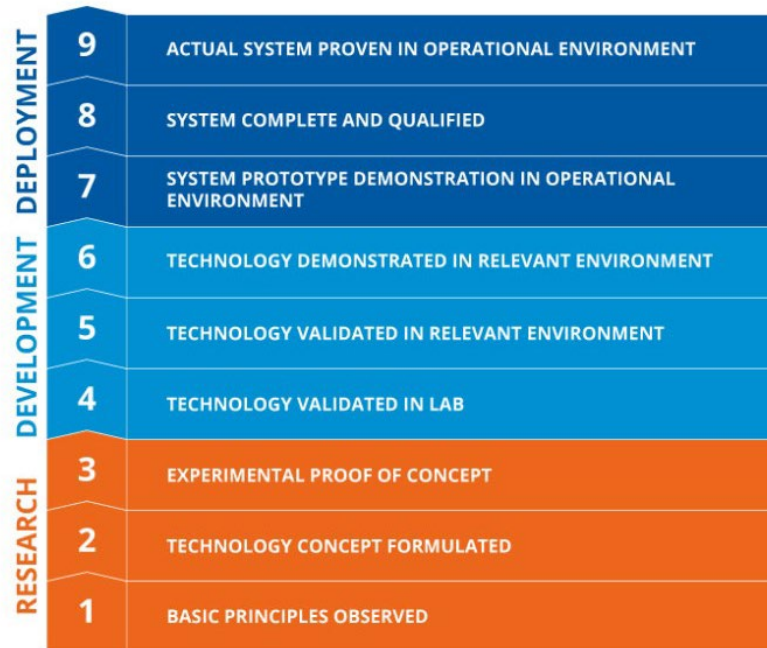 DEPLOYMENT
9
ACTUAL SYSTEM PROVEN IN OPERATIONAL ENVIRONMENT
8
SYSTEM COMPLETE AND QUALIFIED
7
SYSTEM PROTOTYPE DEMONSTRATION IN OPERATIONAL
ENVIRONMENT
DEVELOPMENT
6
TECHNOLOGY DEMONSTRATED IN RELEVANT ENVIRONMENT
5
TECHNOLOGY VALIDATED IN RELEVANT ENVIRONMENT
4
TECHNOLOGY VALIDATED IN LAB
RESEARCH
3
EXPERIMENTAL PROOF OF CONCEPT
2
TECHNOLOGY CONCEPT FORMULATED
1
BASIC PRINCIPLES OBSERVED